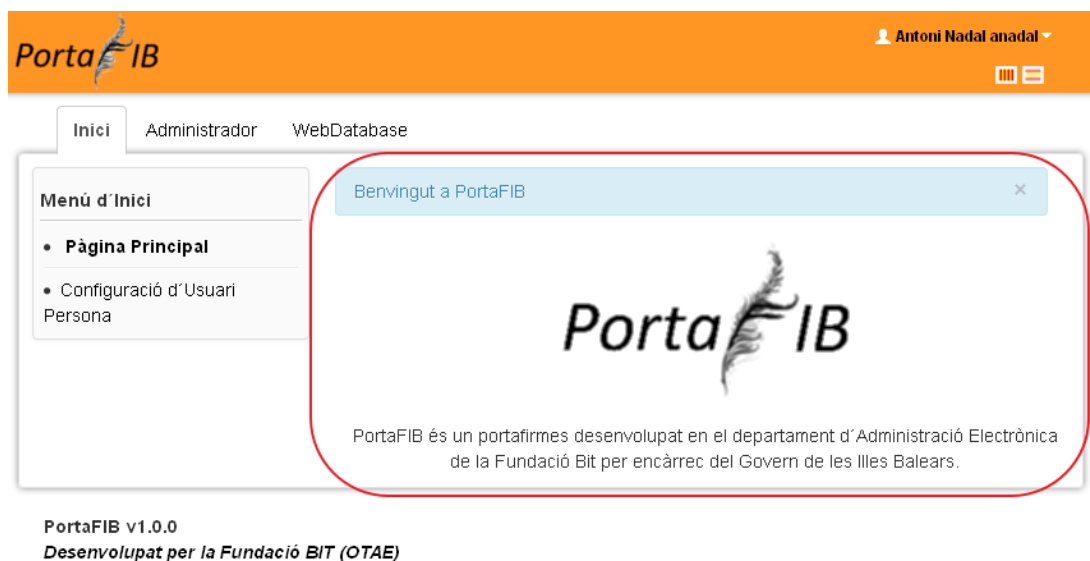 PortaFIB
Antoni Nadal anadal
Inici Administrador WebDatabase
Menú d´Inici
Pàgina Principal
Configuració d´Usuari
Persona
Benvingut a PortaFIB ×
PortaFIB
PortaFIB és un portafirmes desenvolupat en el departament d´Administració Electrònica
de la Fundació Bit per encàrrec del Govern de les Illes Balears.
PortaFIB v1.0.0
Desenvolupat per la Fundació BIT (OTAE)